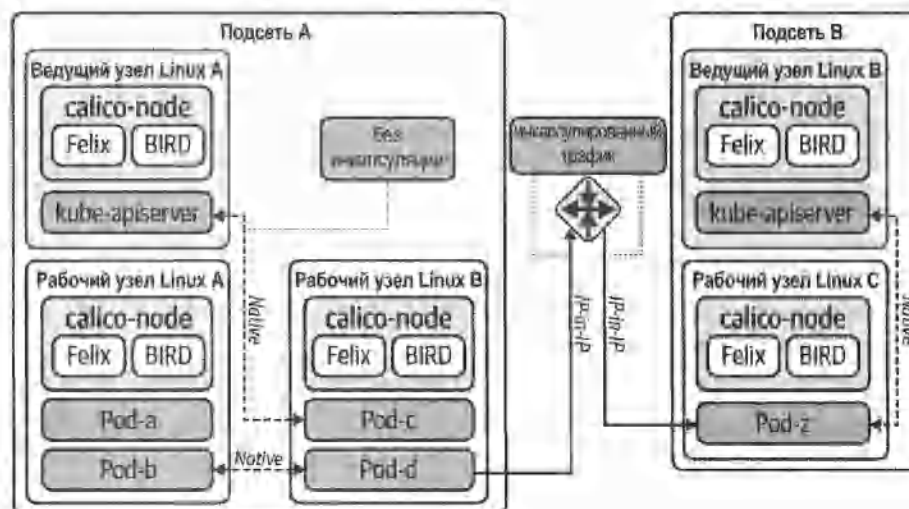 Подсеть A
Ведущий узел Linux A
calico-node
Felix
BIRD
kube-apiserver
Без
инкапсуляции
Инкапсулированный
трафик
Рабочий узел Linux A
calico-node
Felix
BIRD
Pod-a
Pod-b
Native
Native
Рабочий узел Linux B
calico-node
Felix
BIRD
Pod-c
Pod-d
IP-in-IP
IP-in-IP
Подсеть B
Ведущий узел Linux B
calico-node
Felix
BIRD
kube-apiserver
Рабочий узел Linux C
calico-node
Felix
BIRD
Pod-z
Native